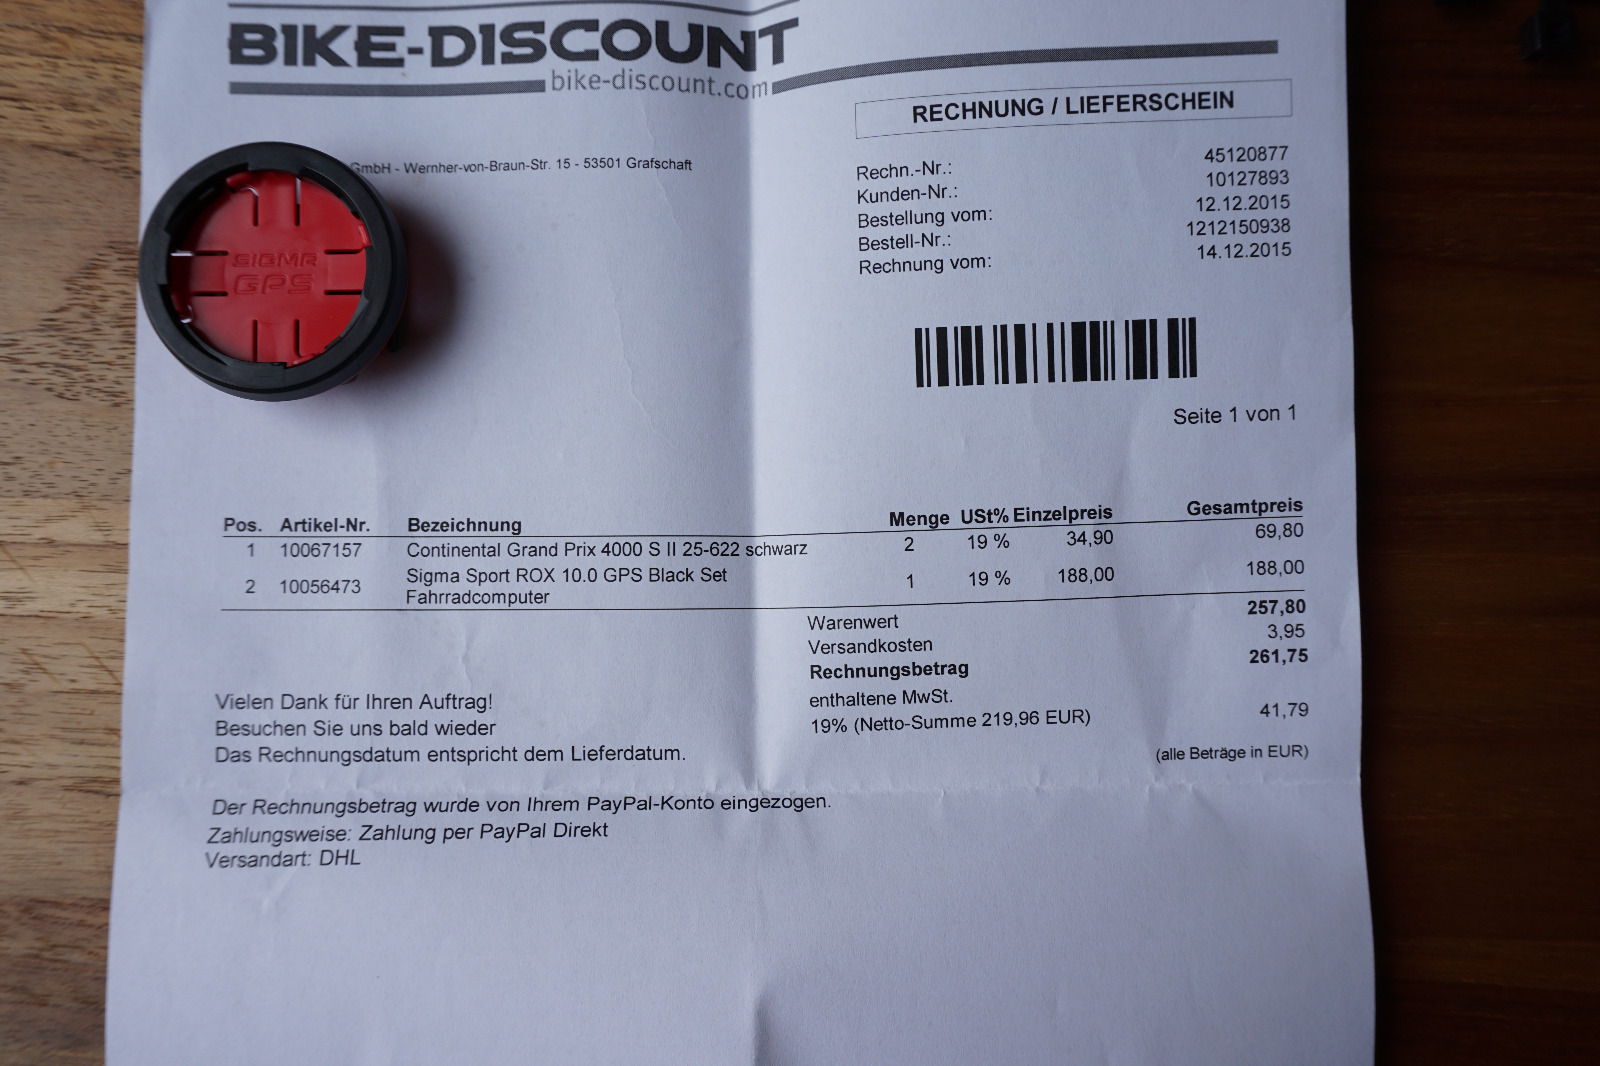 BIKE-DISCOUNT
bike-discount.com
RECHNUNG / LIEFERSCHEIN
GmbH - Wernher-von-Braun-Str. 15 - 53501 Grafschaft
Rechn.-Nr.: 45120877
Kunden-Nr.: 10127893
Bestellung vom: 12.12.2015
Bestell-Nr.: 1212150938
Rechnung vom: 14.12.2015
SIGMA
GPS
Seite 1 von 1
Pos. Artikel-Nr. Bezeichnung Menge USt% Einzelpreis Gesamtpreis
1 10067157 Continental Grand Prix 4000 S II 25-622 schwarz 2 19 % 34,90 69,80
2 10056473 Sigma Sport ROX 10.0 GPS Black Set 1 19 % 188,00 188,00
Fahrradcomputer
Warenwert 257,80
Versandkosten 3,95
Rechnungsbetrag 261,75
enthaltene MwSt.
19% (Netto-Summe 219,96 EUR) 41,79
(alle Beträge in EUR)
Vielen Dank für Ihren Auftrag!
Besuchen Sie uns bald wieder
Das Rechnungsdatum entspricht dem Lieferdatum.
Der Rechnungsbetrag wurde von Ihrem PayPal-Konto eingezogen.
Zahlungsweise: Zahlung per PayPal Direkt
Versandart: DHL